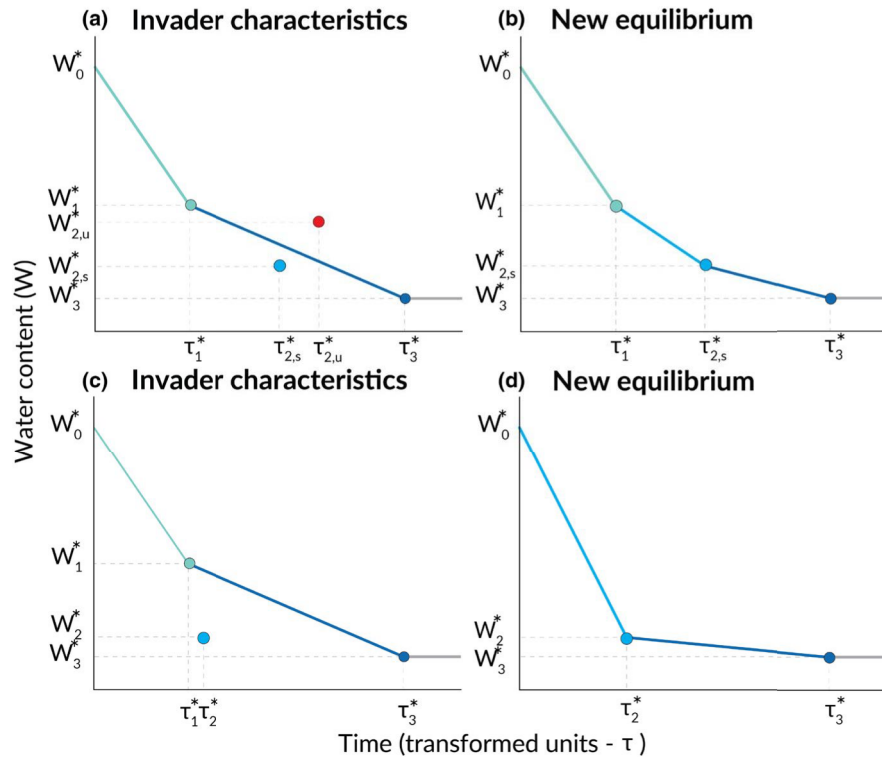 (a) Invader characteristics
W*0
W*1
W*2,u
W*2,s
W*3
τ*1 τ*2,s τ*2,u τ*3
(b) New equilibrium
W*0
W*1
W*2,s
W*3
τ*1 τ*2,s τ*3
Water content (W)
(c) Invader characteristics
W*0
W*1
W*2
W*3
τ*1 τ*2 τ*3
(d) New equilibrium
W*0
W*2
W*3
τ*2 τ*3
Time (transformed units - τ )